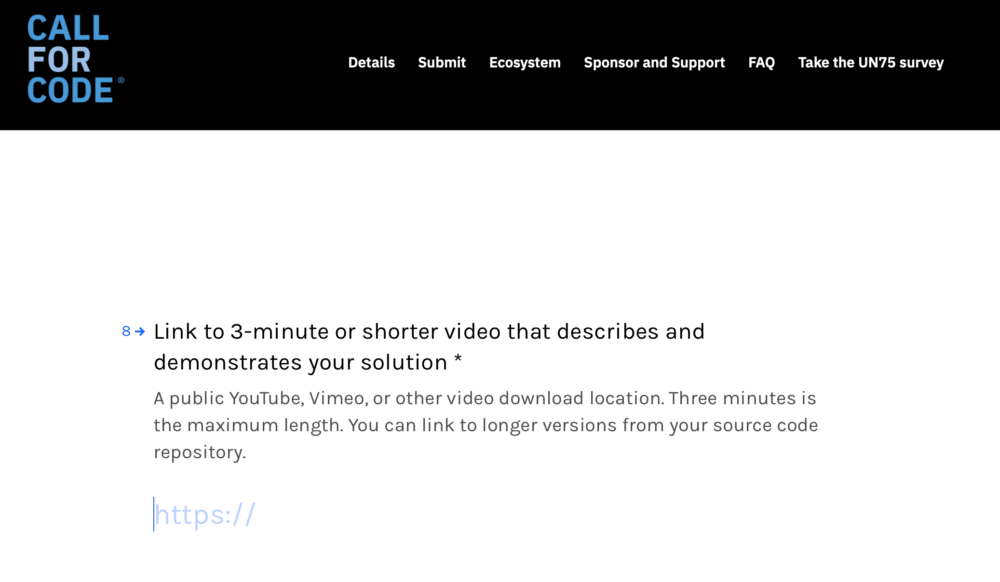 CALL
FOR
CODE ®
Details Submit Ecosystem Sponsor and Support FAQ Take the UN75 survey
8 → Link to 3-minute or shorter video that describes and
demonstrates your solution *
A public YouTube, Vimeo, or other video download location. Three minutes is
the maximum length. You can link to longer versions from your source code
repository.
https://